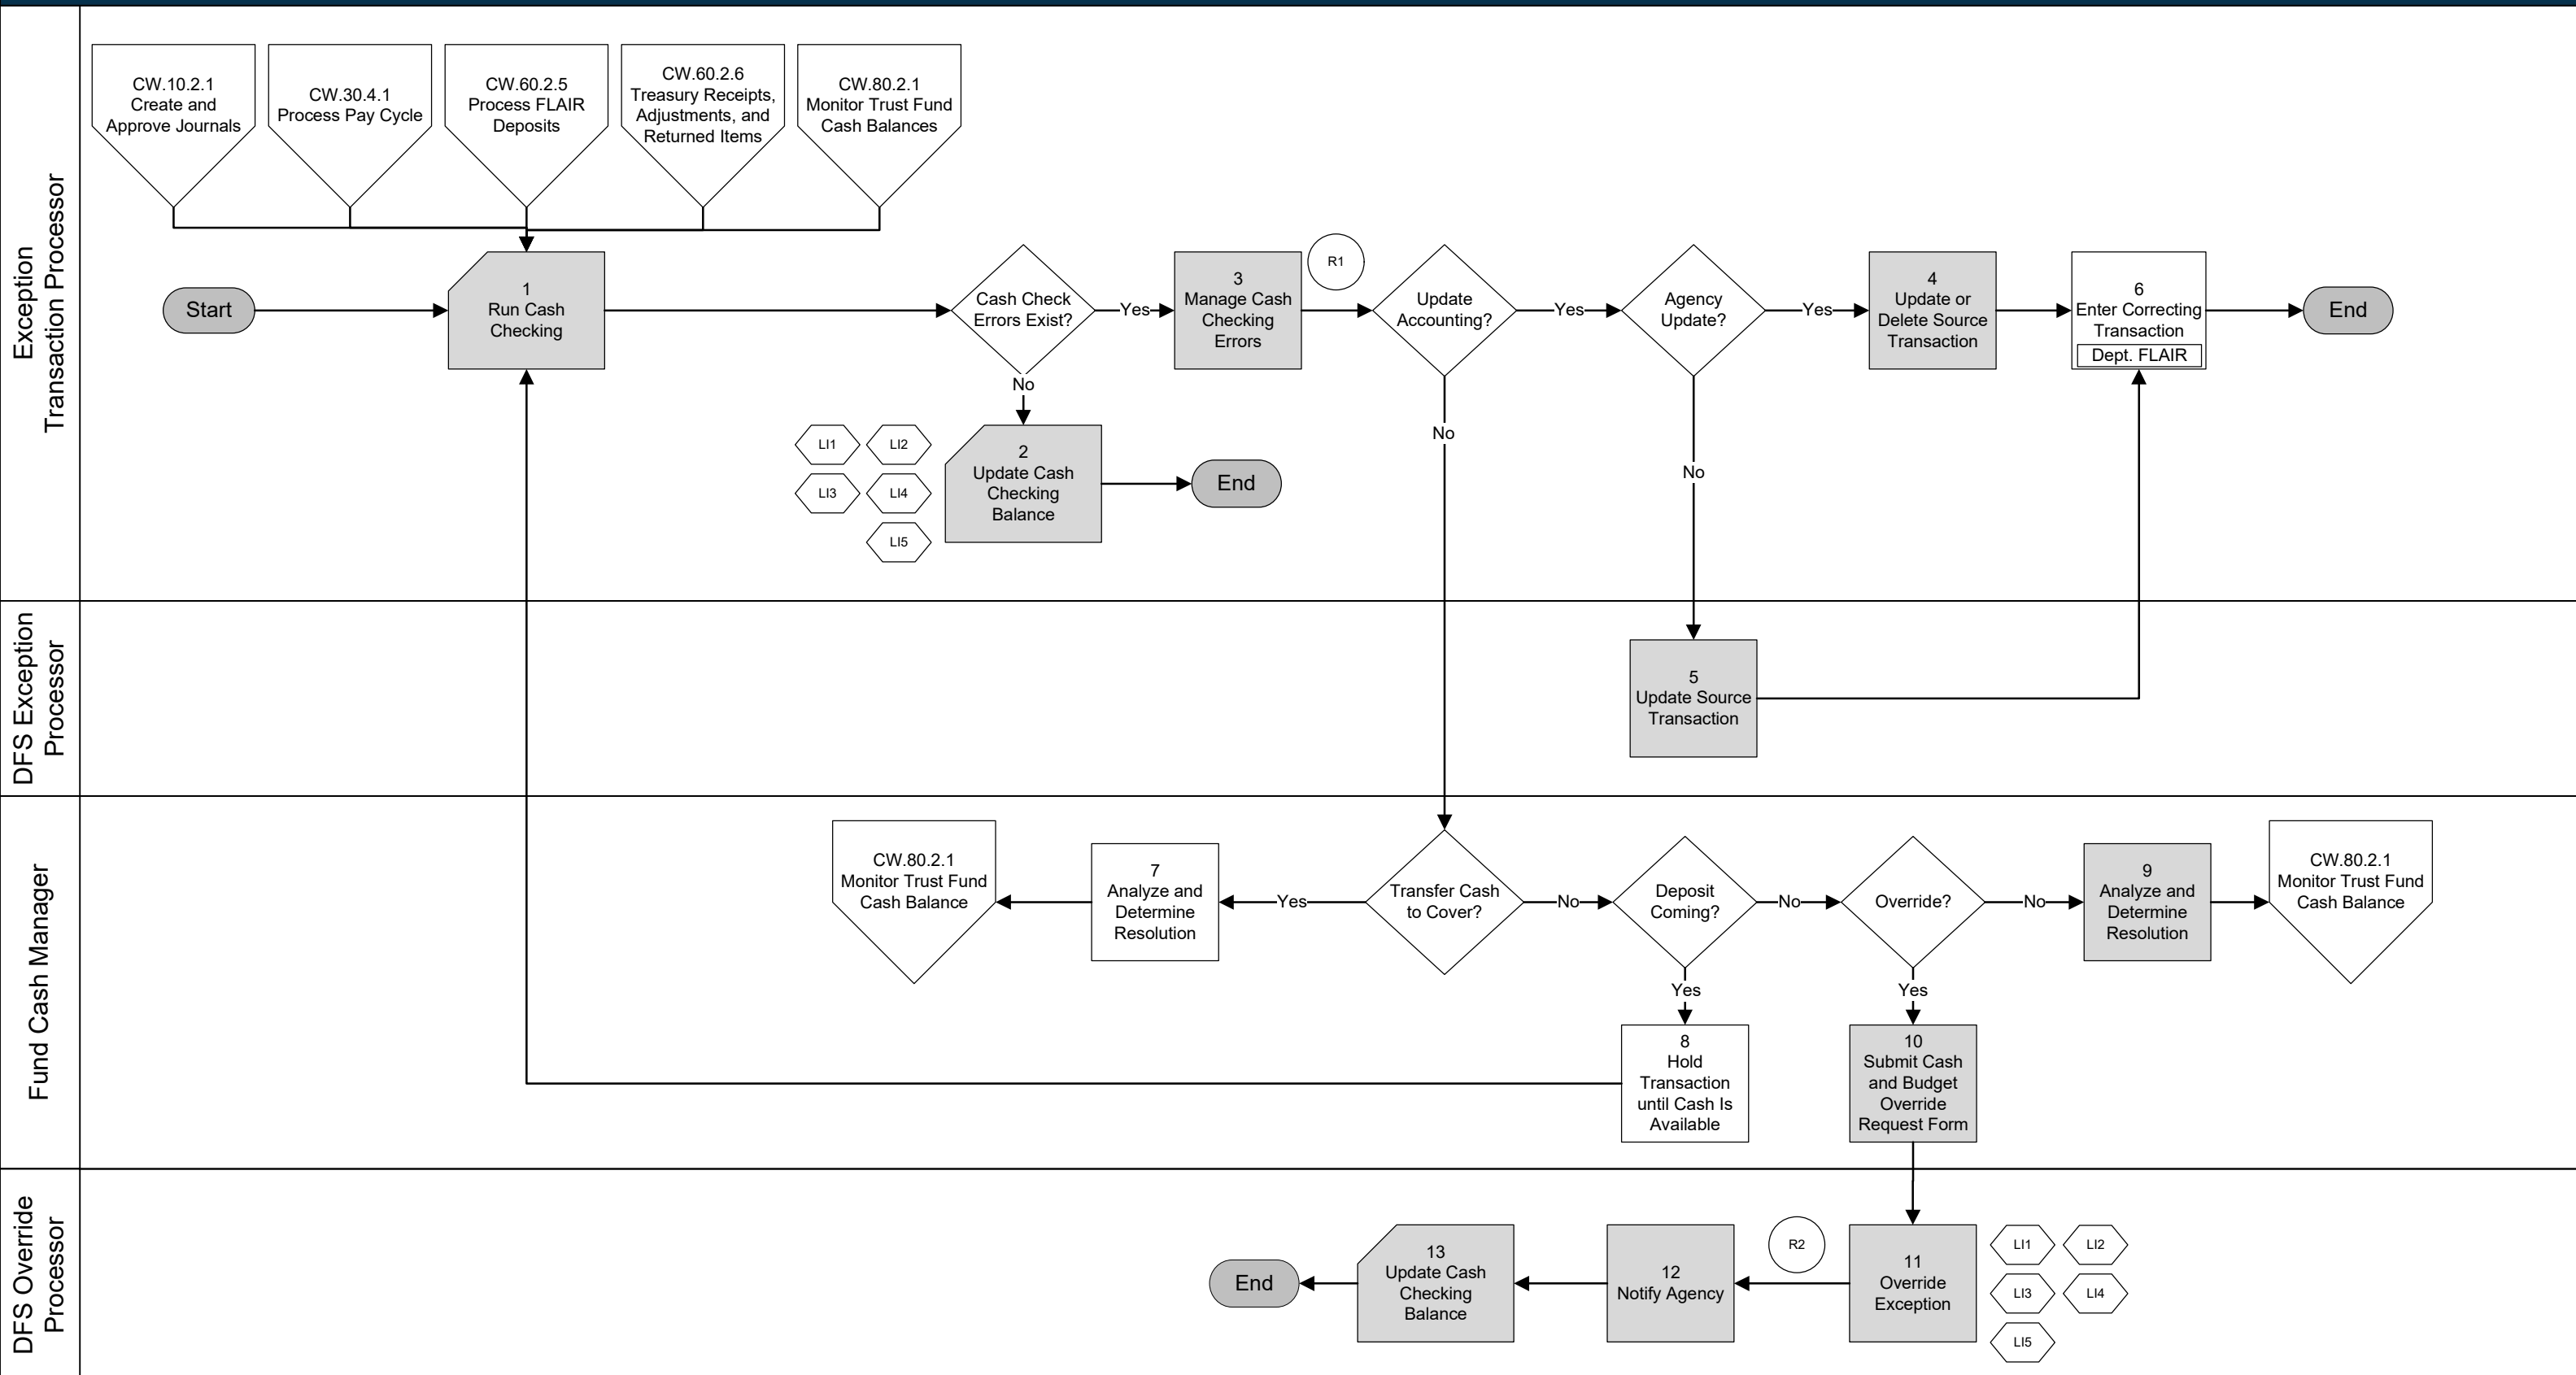 Exception
Transaction Processor
CW.10.2.1
Create and
Approve Journals
CW.30.4.1
Process Pay Cycle
CW.60.2.5
Process FLAIR
Deposits
CW.60.2.6
Treasury Receipts,
Adjustments, and
Returned Items
CW.80.2.1
Monitor Trust Fund
Cash Balances
Start
1
Run Cash
Checking
Cash Check
Errors Exist?
Yes
3
Manage Cash
Checking
Errors
R1
Update
Accounting?
Yes
Agency
Update?
Yes
4
Update or
Delete Source
Transaction
6
Enter Correcting
Transaction
Dept. FLAIR
End
No
No
No
LI1
LI2
LI3
LI4
LI5
2
Update Cash
Checking
Balance
End
DFS Exception
Processor
5
Update Source
Transaction
Fund Cash Manager
CW.80.2.1
Monitor Trust Fund
Cash Balance
7
Analyze and
Determine
Resolution
Yes
Transfer Cash
to Cover?
No
Deposit
Coming?
No
Override?
No
9
Analyze and
Determine
Resolution
CW.80.2.1
Monitor Trust Fund
Cash Balance
Yes
Yes
8
Hold
Transaction
until Cash Is
Available
10
Submit Cash
and Budget
Override
Request Form
DFS Override
Processor
End
13
Update Cash
Checking
Balance
12
Notify Agency
R2
11
Override
Exception
LI1
LI2
LI3
LI4
LI5